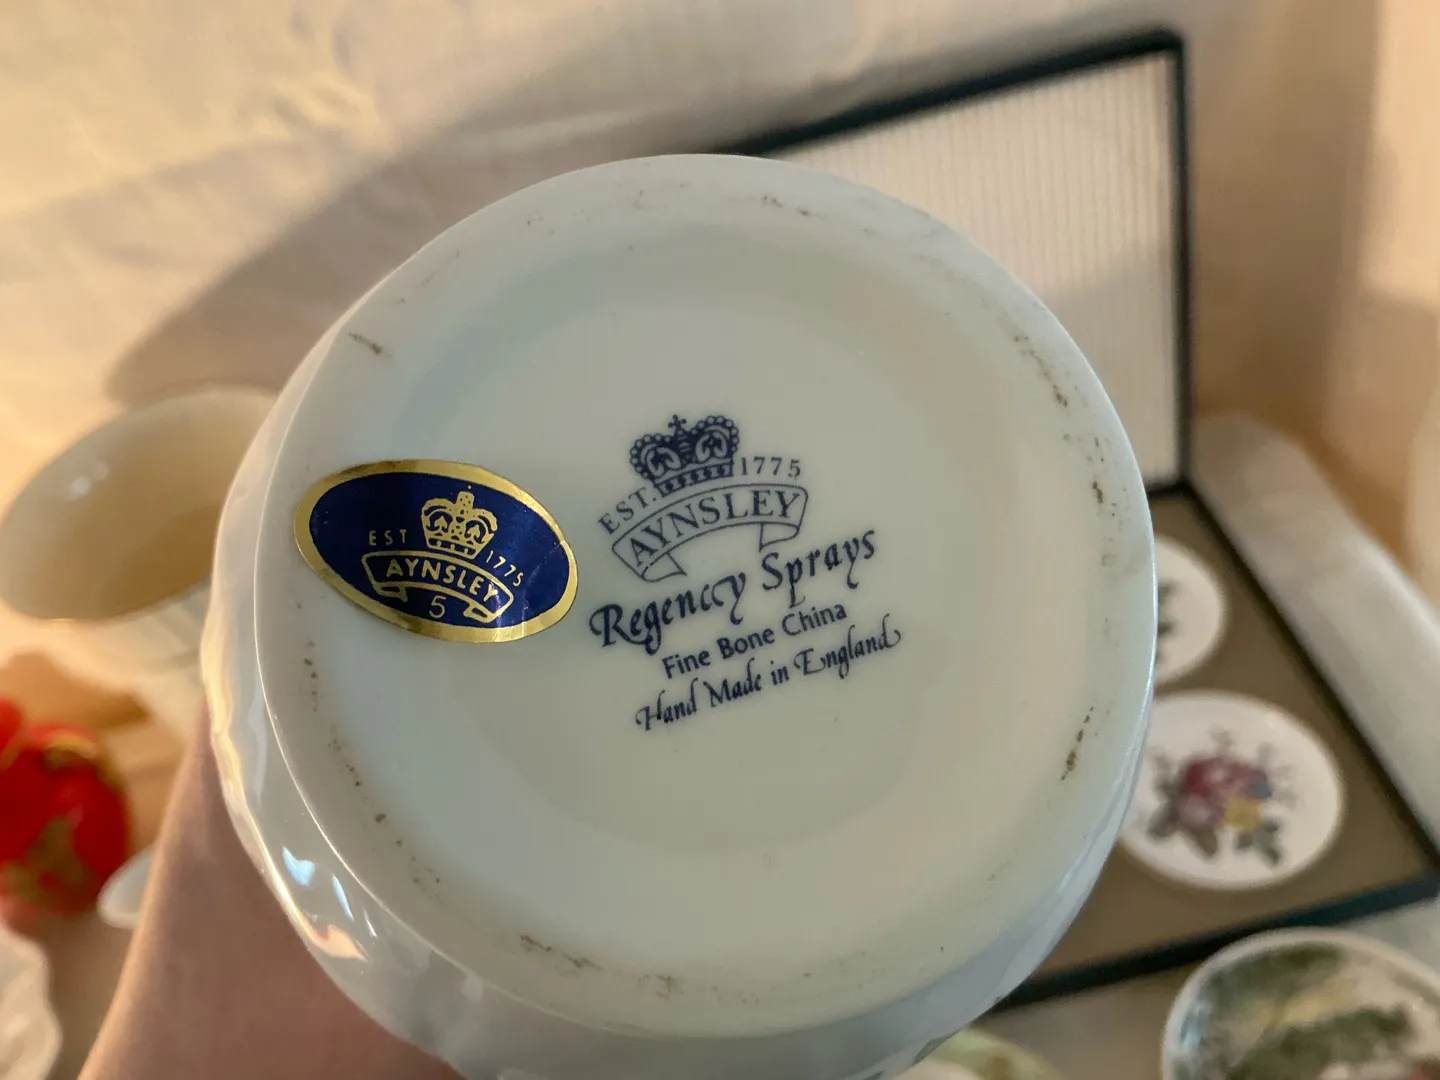 EST 1775
AYNSLEY
5
EST. 1775
AYNSLEY
Regency Sprays
Fine Bone China
Hand Made in England